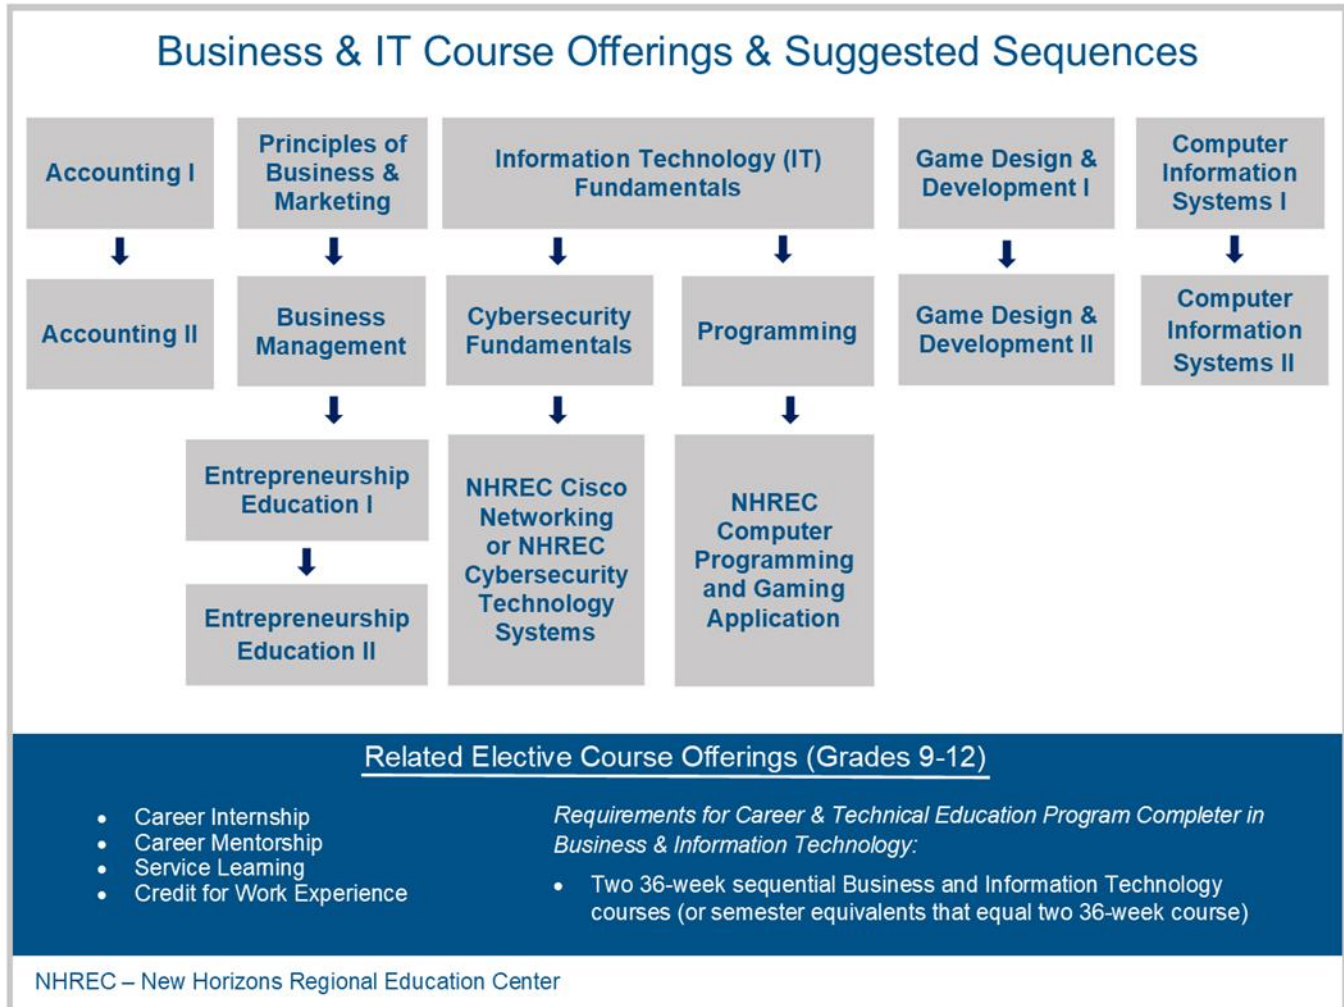 Business & IT Course Offerings & Suggested Sequences
Accounting I
Principles of
Business &
Marketing
Information Technology (IT)
Fundamentals
Game Design &
Development I
Computer
Information
Systems I
Accounting II
Business
Management
Cybersecurity
Fundamentals
Programming
Game Design &
Development II
Computer
Information
Systems II
Entrepreneurship
Education I
NHREC Cisco
Networking
or NHREC
Cybersecurity
Technology
Systems
NHREC
Computer
Programming
and Gaming
Application
Entrepreneurship
Education II
Related Elective Course Offerings (Grades 9-12)
• Career Internship
• Career Mentorship
• Service Learning
• Credit for Work Experience
Requirements for Career & Technical Education Program Completer in
Business & Information Technology:
• Two 36-week sequential Business and Information Technology
courses (or semester equivalents that equal two 36-week course)
NHREC – New Horizons Regional Education Center